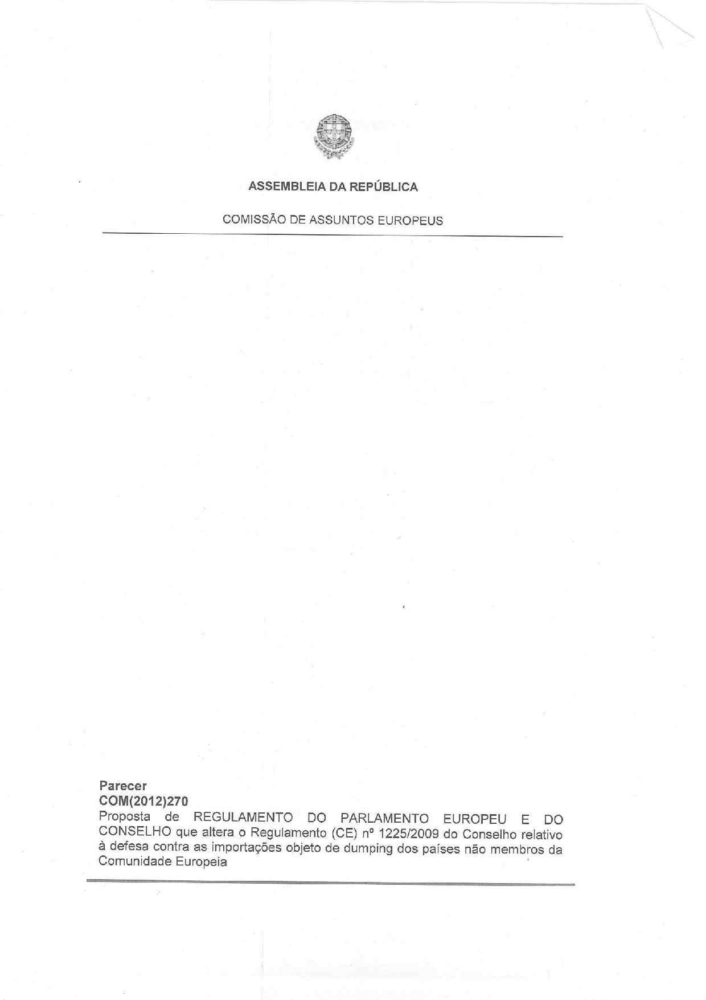 ASSEMBLEIA DA REPÚBLICA
COMISSÃO DE ASSUNTOS EUROPEUS
Parecer
COM(2012)270
Proposta de REGULAMENTO DO PARLAMENTO EUROPEU E DO
CONSELHO que altera o Regulamento (CE) nº 1225/2009 do Conselho relativo
à defesa contra as importações objeto de dumping dos países não membros da
Comunidade Europeia